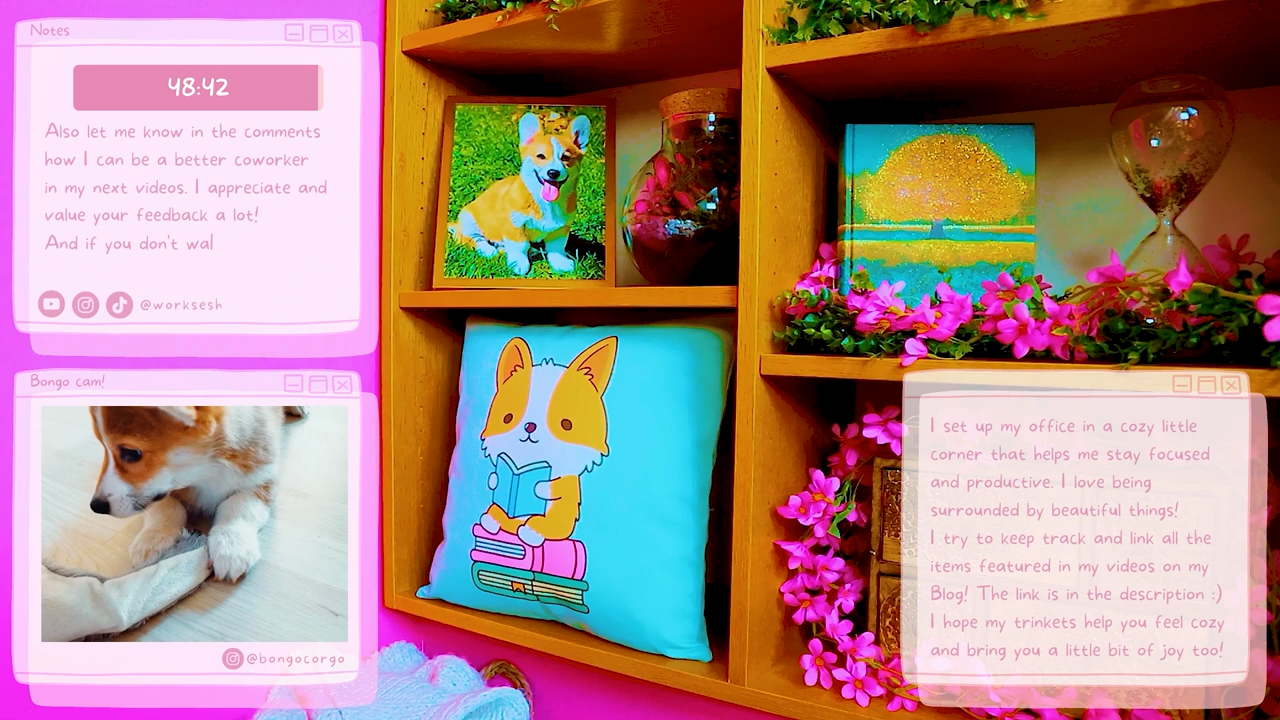 Notes
48:42
Also let me know in the comments
how I can be a better coworker
in my next videos. I appreciate and
value your feedback a lot!
And if you don't wal
@worksesh
Bongo cam!
@bongocorgo
I set up my office in a cozy little
corner that helps me stay focused
and productive. I love being
surrounded by beautiful things!
I try to keep track and link all the
items featured in my videos on my
Blog! The link is in the description :)
I hope my trinkets help you feel cozy
and bring you a little bit of joy too!